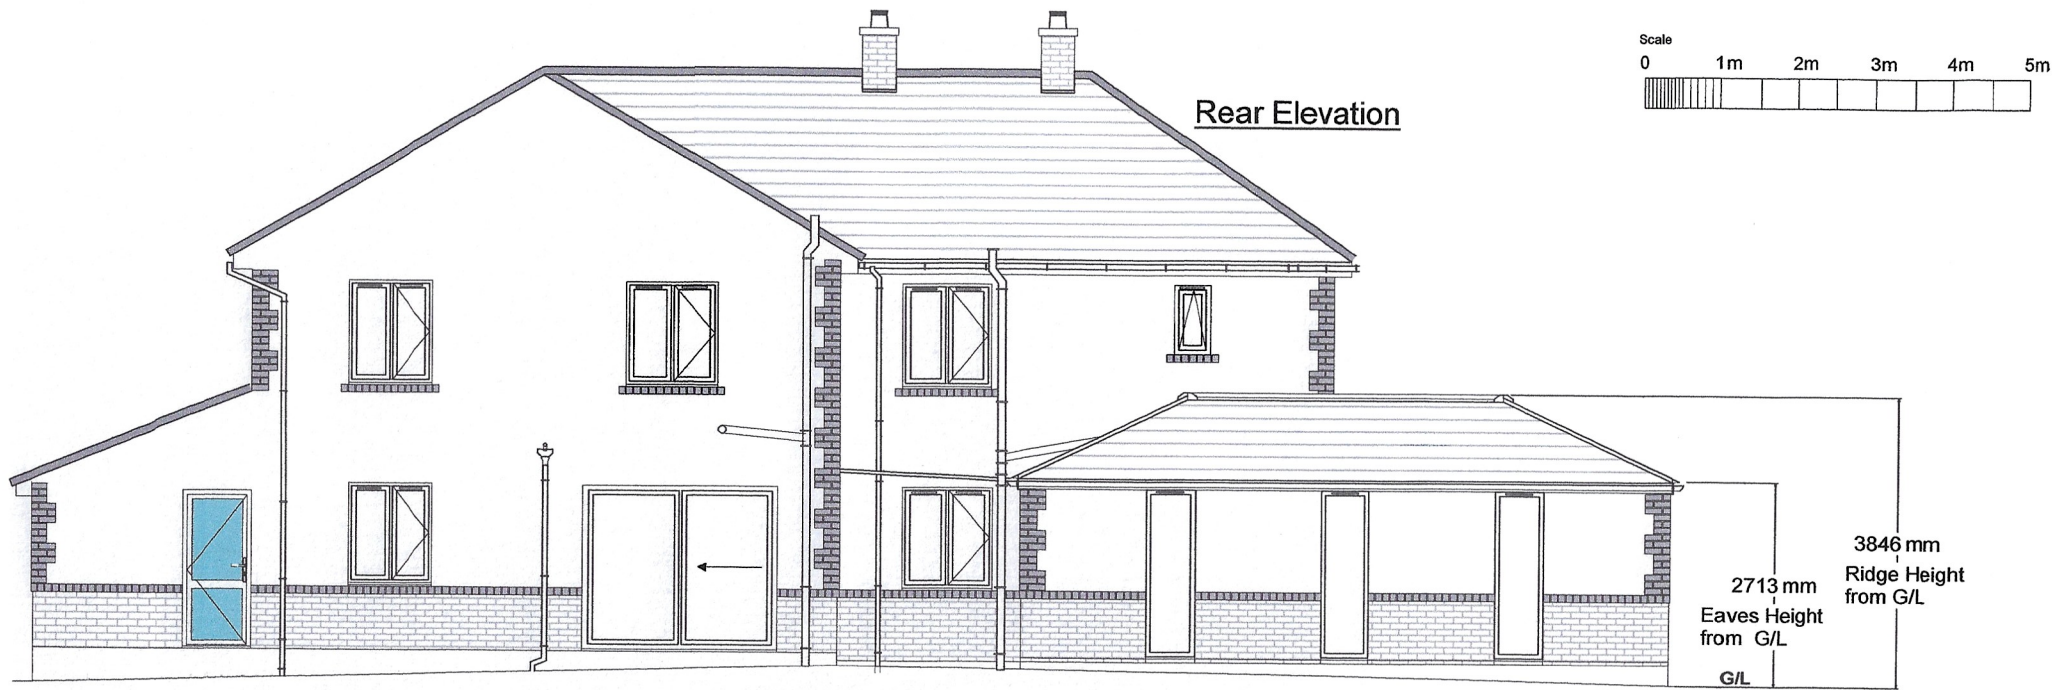 Scale
0 1m 2m 3m 4m 5m
Rear Elevation
3846 mm
Ridge Height
from G/L
2713 mm
Eaves Height
from G/L
G/L